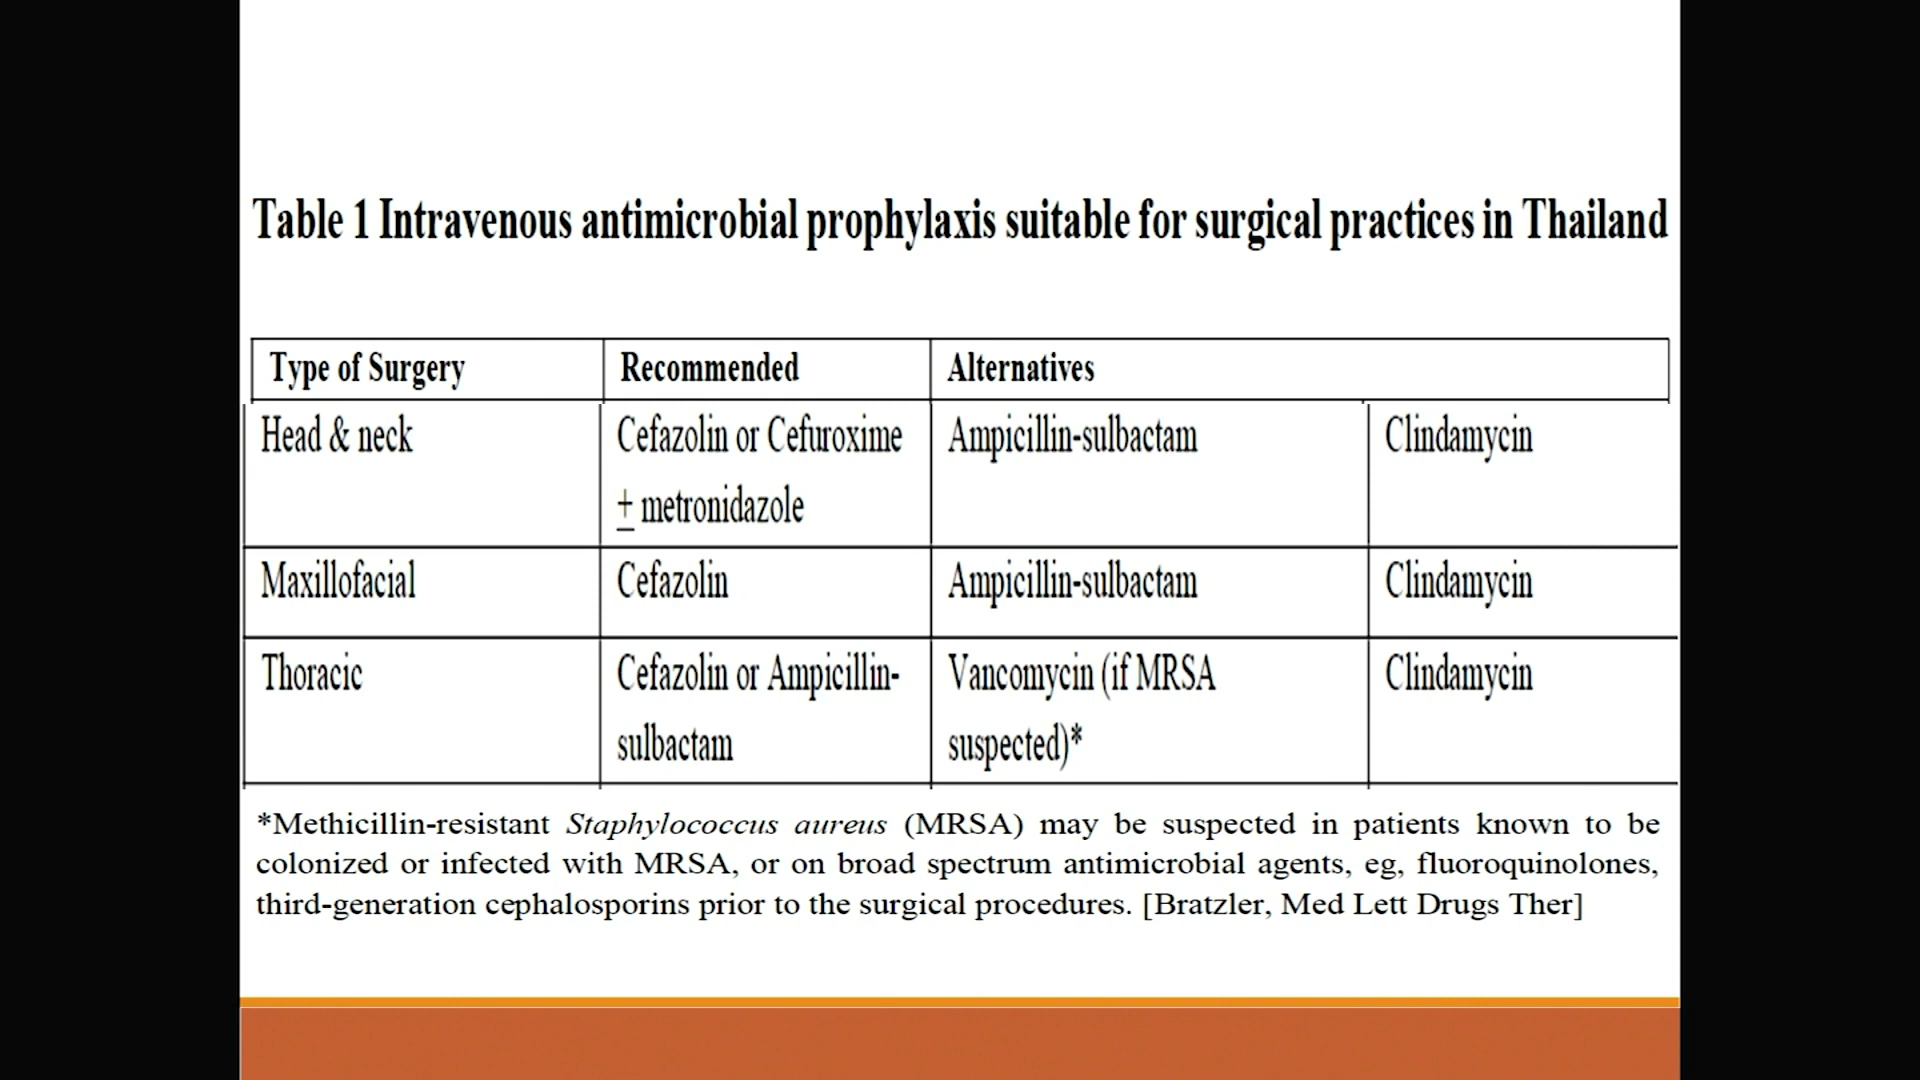 Table 1 Intravenous antimicrobial prophylaxis suitable for surgical practices in Thailand
Type of Surgery Recommended Alternatives
Head & neck Cefazolin or Cefuroxime Ampicillin-sulbactam Clindamycin
± metronidazole
Maxillofacial Cefazolin Ampicillin-sulbactam Clindamycin
Thoracic Cefazolin or Ampicillin- Vancomycin (if MRSA Clindamycin
sulbactam suspected)*
*Methicillin-resistant Staphylococcus aureus (MRSA) may be suspected in patients known to be
colonized or infected with MRSA, or on broad spectrum antimicrobial agents, eg, fluoroquinolones,
third-generation cephalosporins prior to the surgical procedures. [Bratzler, Med Lett Drugs Ther]